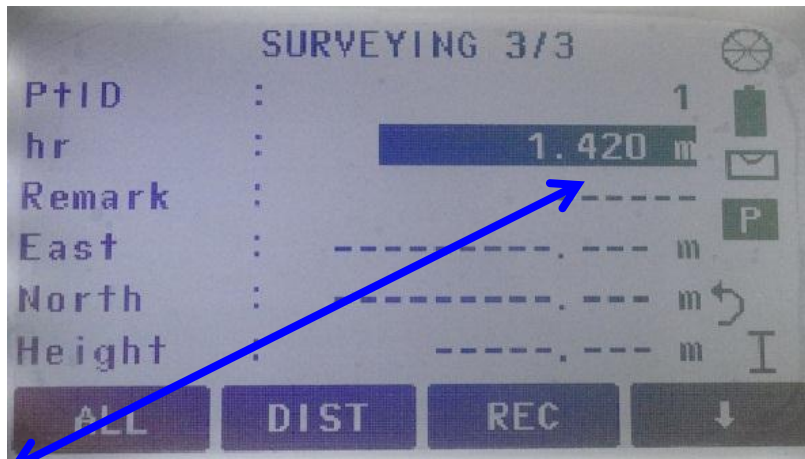 SURVEYING 3/3
PtID : 1
hr : 1.420 m
Remark : -----
East : ---------.--- m
North : ---------.--- m
Height : -----.--- m
P
ALL DIST REC ↓